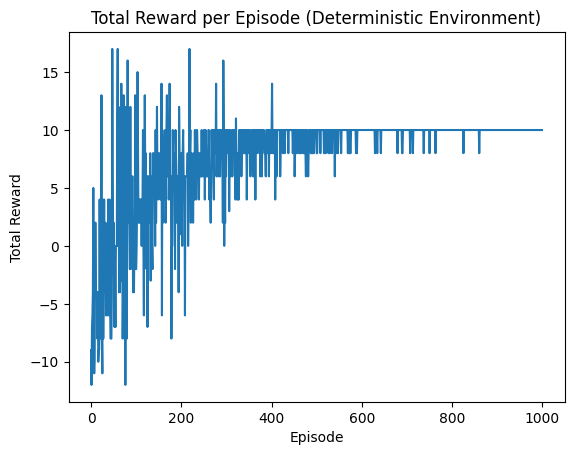 Total Reward per Episode (Deterministic Environment)
Total Reward
15
10
5
0
−5
−10
0 200 400 600 800 1000
Episode